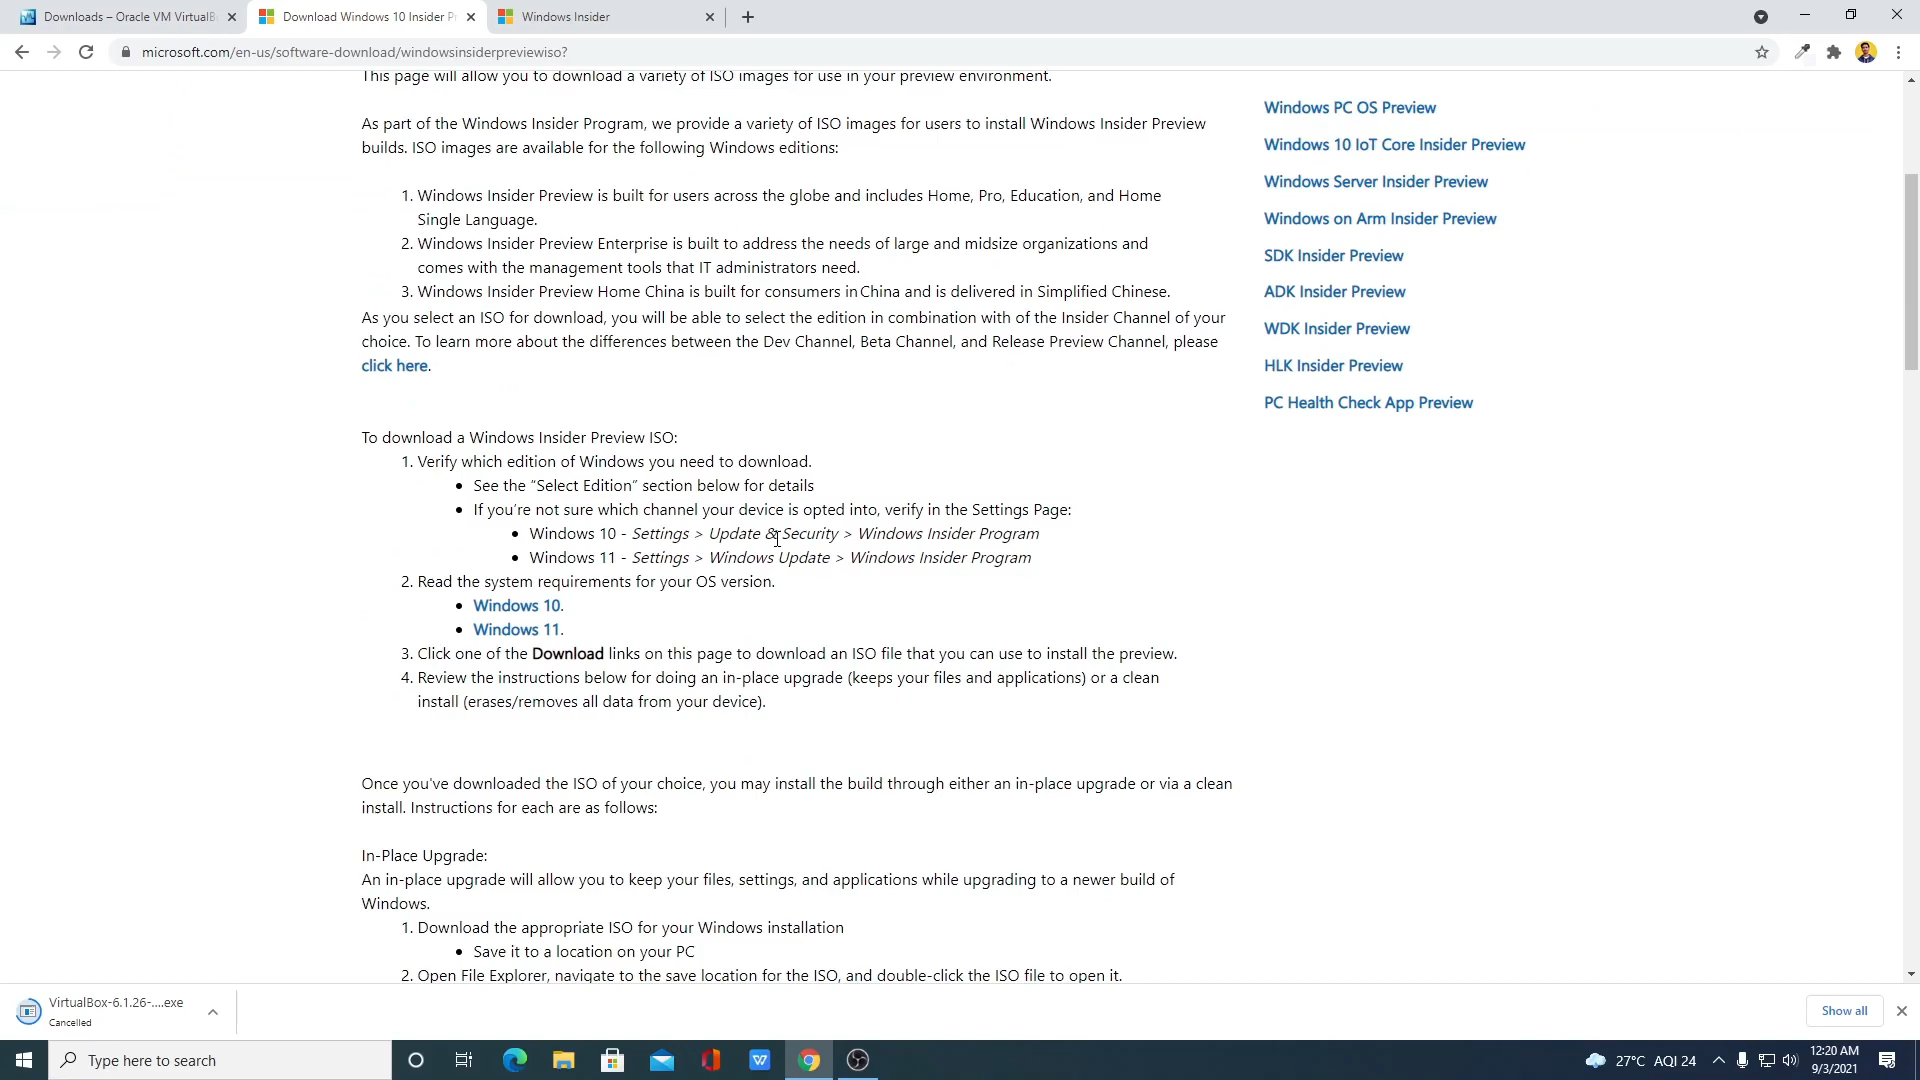 Downloads – Oracle VM VirtualB
Download Windows 10 Insider Pr
Windows Insider
microsoft.com/en-us/software-download/windowsinsiderpreviewiso?
This page will allow you to download a variety of ISO images for use in your preview environment.
As part of the Windows Insider Program, we provide a variety of ISO images for users to install Windows Insider Preview
builds. ISO images are available for the following Windows editions:
1. Windows Insider Preview is built for users across the globe and includes Home, Pro, Education, and Home
Single Language.
2. Windows Insider Preview Enterprise is built to address the needs of large and midsize organizations and
comes with the management tools that IT administrators need.
3. Windows Insider Preview Home China is built for consumers in China and is delivered in Simplified Chinese.
As you select an ISO for download, you will be able to select the edition in combination with of the Insider Channel of your
choice. To learn more about the differences between the Dev Channel, Beta Channel, and Release Preview Channel, please
click here.
To download a Windows Insider Preview ISO:
1. Verify which edition of Windows you need to download.
• See the “Select Edition” section below for details
• If you’re not sure which channel your device is opted into, verify in the Settings Page:
• Windows 10 - Settings > Update & Security > Windows Insider Program
• Windows 11 - Settings > Windows Update > Windows Insider Program
2. Read the system requirements for your OS version.
• Windows 10.
• Windows 11.
3. Click one of the Download links on this page to download an ISO file that you can use to install the preview.
4. Review the instructions below for doing an in-place upgrade (keeps your files and applications) or a clean
install (erases/removes all data from your device).
Once you've downloaded the ISO of your choice, you may install the build through either an in-place upgrade or via a clean
install. Instructions for each are as follows:
In-Place Upgrade:
An in-place upgrade will allow you to keep your files, settings, and applications while upgrading to a newer build of
Windows.
1. Download the appropriate ISO for your Windows installation
• Save it to a location on your PC
2. Open File Explorer, navigate to the save location for the ISO, and double-click the ISO file to open it.
Windows PC OS Preview
Windows 10 IoT Core Insider Preview
Windows Server Insider Preview
Windows on Arm Insider Preview
SDK Insider Preview
ADK Insider Preview
WDK Insider Preview
HLK Insider Preview
PC Health Check App Preview
VirtualBox-6.1.26-....exe
Cancelled
Show all
Type here to search
27°C AQI 24
12:20 AM
9/3/2021